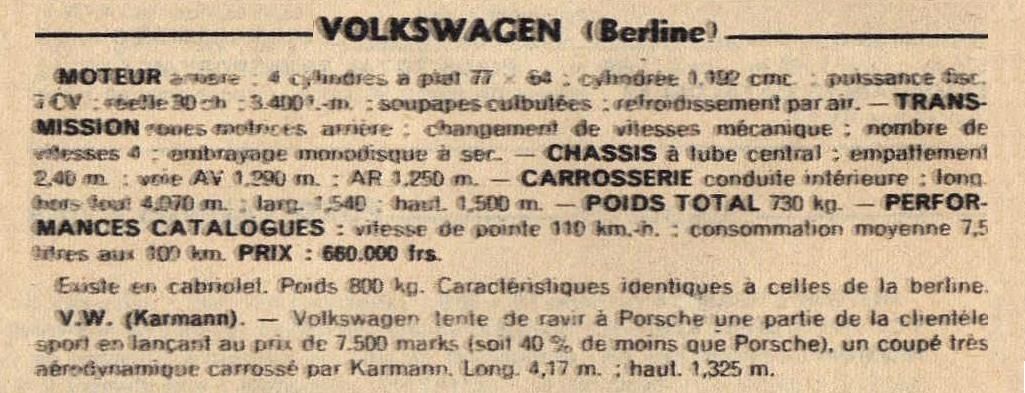 VOLKSWAGEN (Berline)
MOTEUR arrière : 4 cylindres à plat 77 × 64 ; cylindrée 1.192 cmc. ; puissance fisc.
7 CV ; réelle 30 ch ; 3.400 t.-m. ; soupapes culbutées ; refroidissement par air. — TRANS-
MISSION roues motrices arrière ; changement de vitesses mécanique ; nombre de
vitesses 4 ; embrayage monodisque à sec. — CHASSIS à tube central ; empattement
2,40 m. ; voie AV 1,290 m. ; AR 1,250 m. — CARROSSERIE conduite intérieure ; long.
hors tout 4,070 m. ; larg. 1,540 ; haut. 1,500 m. — POIDS TOTAL 730 kg. — PERFOR-
MANCES CATALOGUES : vitesse de pointe 110 km.-h. ; consommation moyenne 7,5
litres aux 100 km. PRIX : 660.000 frs.
Existe en cabriolet. Poids 800 kg. Caractéristiques identiques à celles de la berline.
V.W. (Karmann). — Volkswagen tente de ravir à Porsche une partie de la clientèle
sport en lançant au prix de 7.500 marks (soit 40 % de moins que Porsche), un coupé très
aérodynamique carrossé par Karmann. Long. 4,17 m. ; haut. 1,325 m.